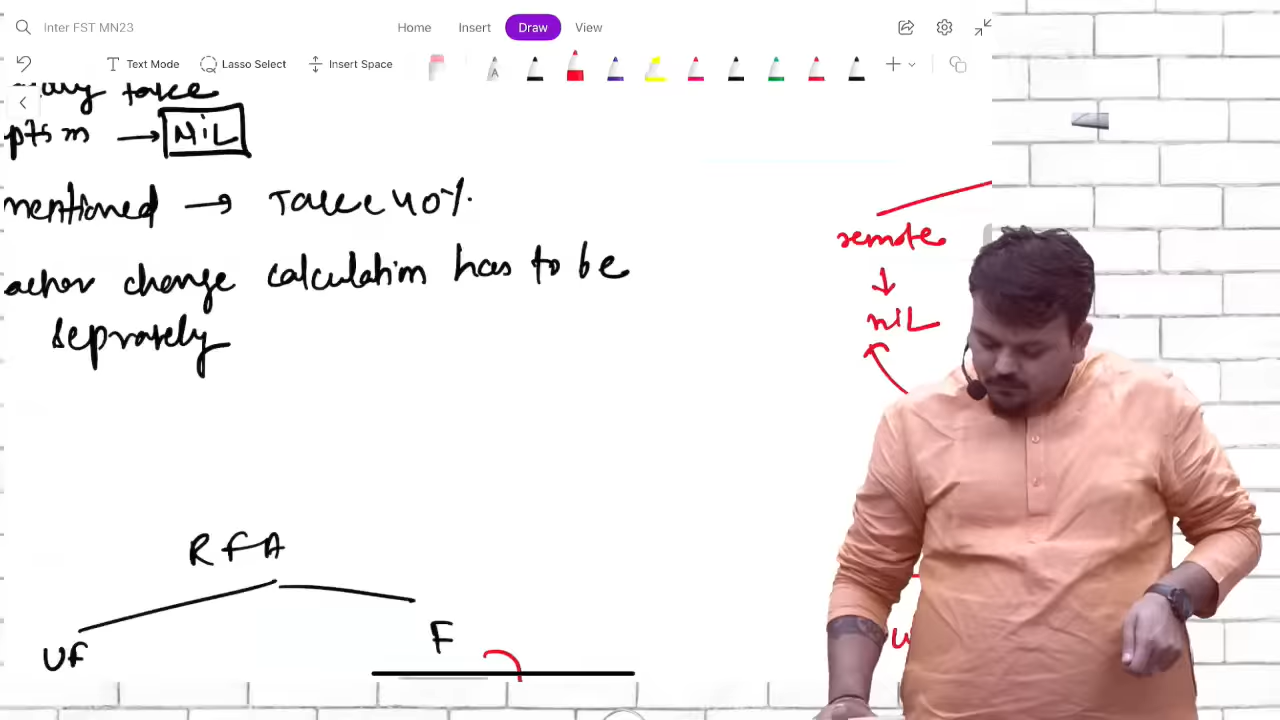 Inter FST MN23
Home Insert Draw View
Text Mode Lasso Select Insert Space
take
→ NiL
mentioned → Take 40%.
change calculation has to be
seprately
remote
↓
niL
RFA
UF F